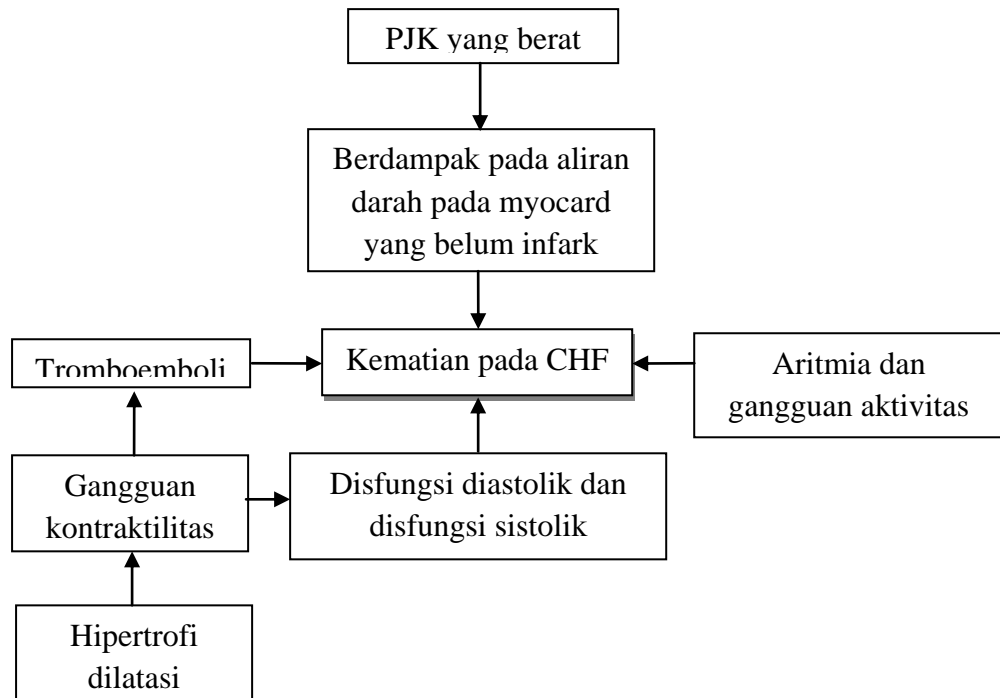 PJK yang berat
Berdampak pada aliran
darah pada myocard
yang belum infark
Tromboemboli
Kematian pada CHF
Aritmia dan
gangguan aktivitas
Gangguan
kontraktilitas
Disfungsi diastolik dan
disfungsi sistolik
Hipertrofi
dilatasi